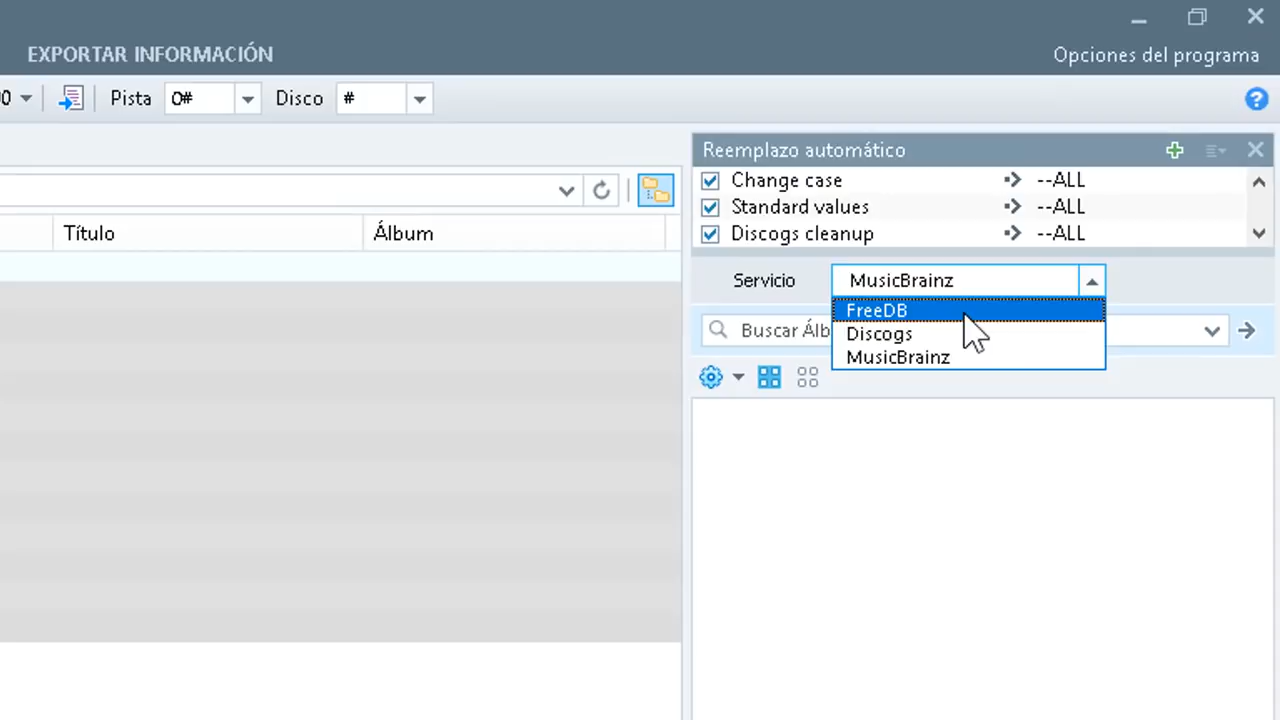 EXPORTAR INFORMACIÓN
Opciones del programa
Pista 0# Disco #
Reemplazo automático
Change case --ALL
Standard values --ALL
Discogs cleanup --ALL
Título Álbum
Servicio MusicBrainz
FreeDB
Buscar Álb
Discogs
MusicBrainz